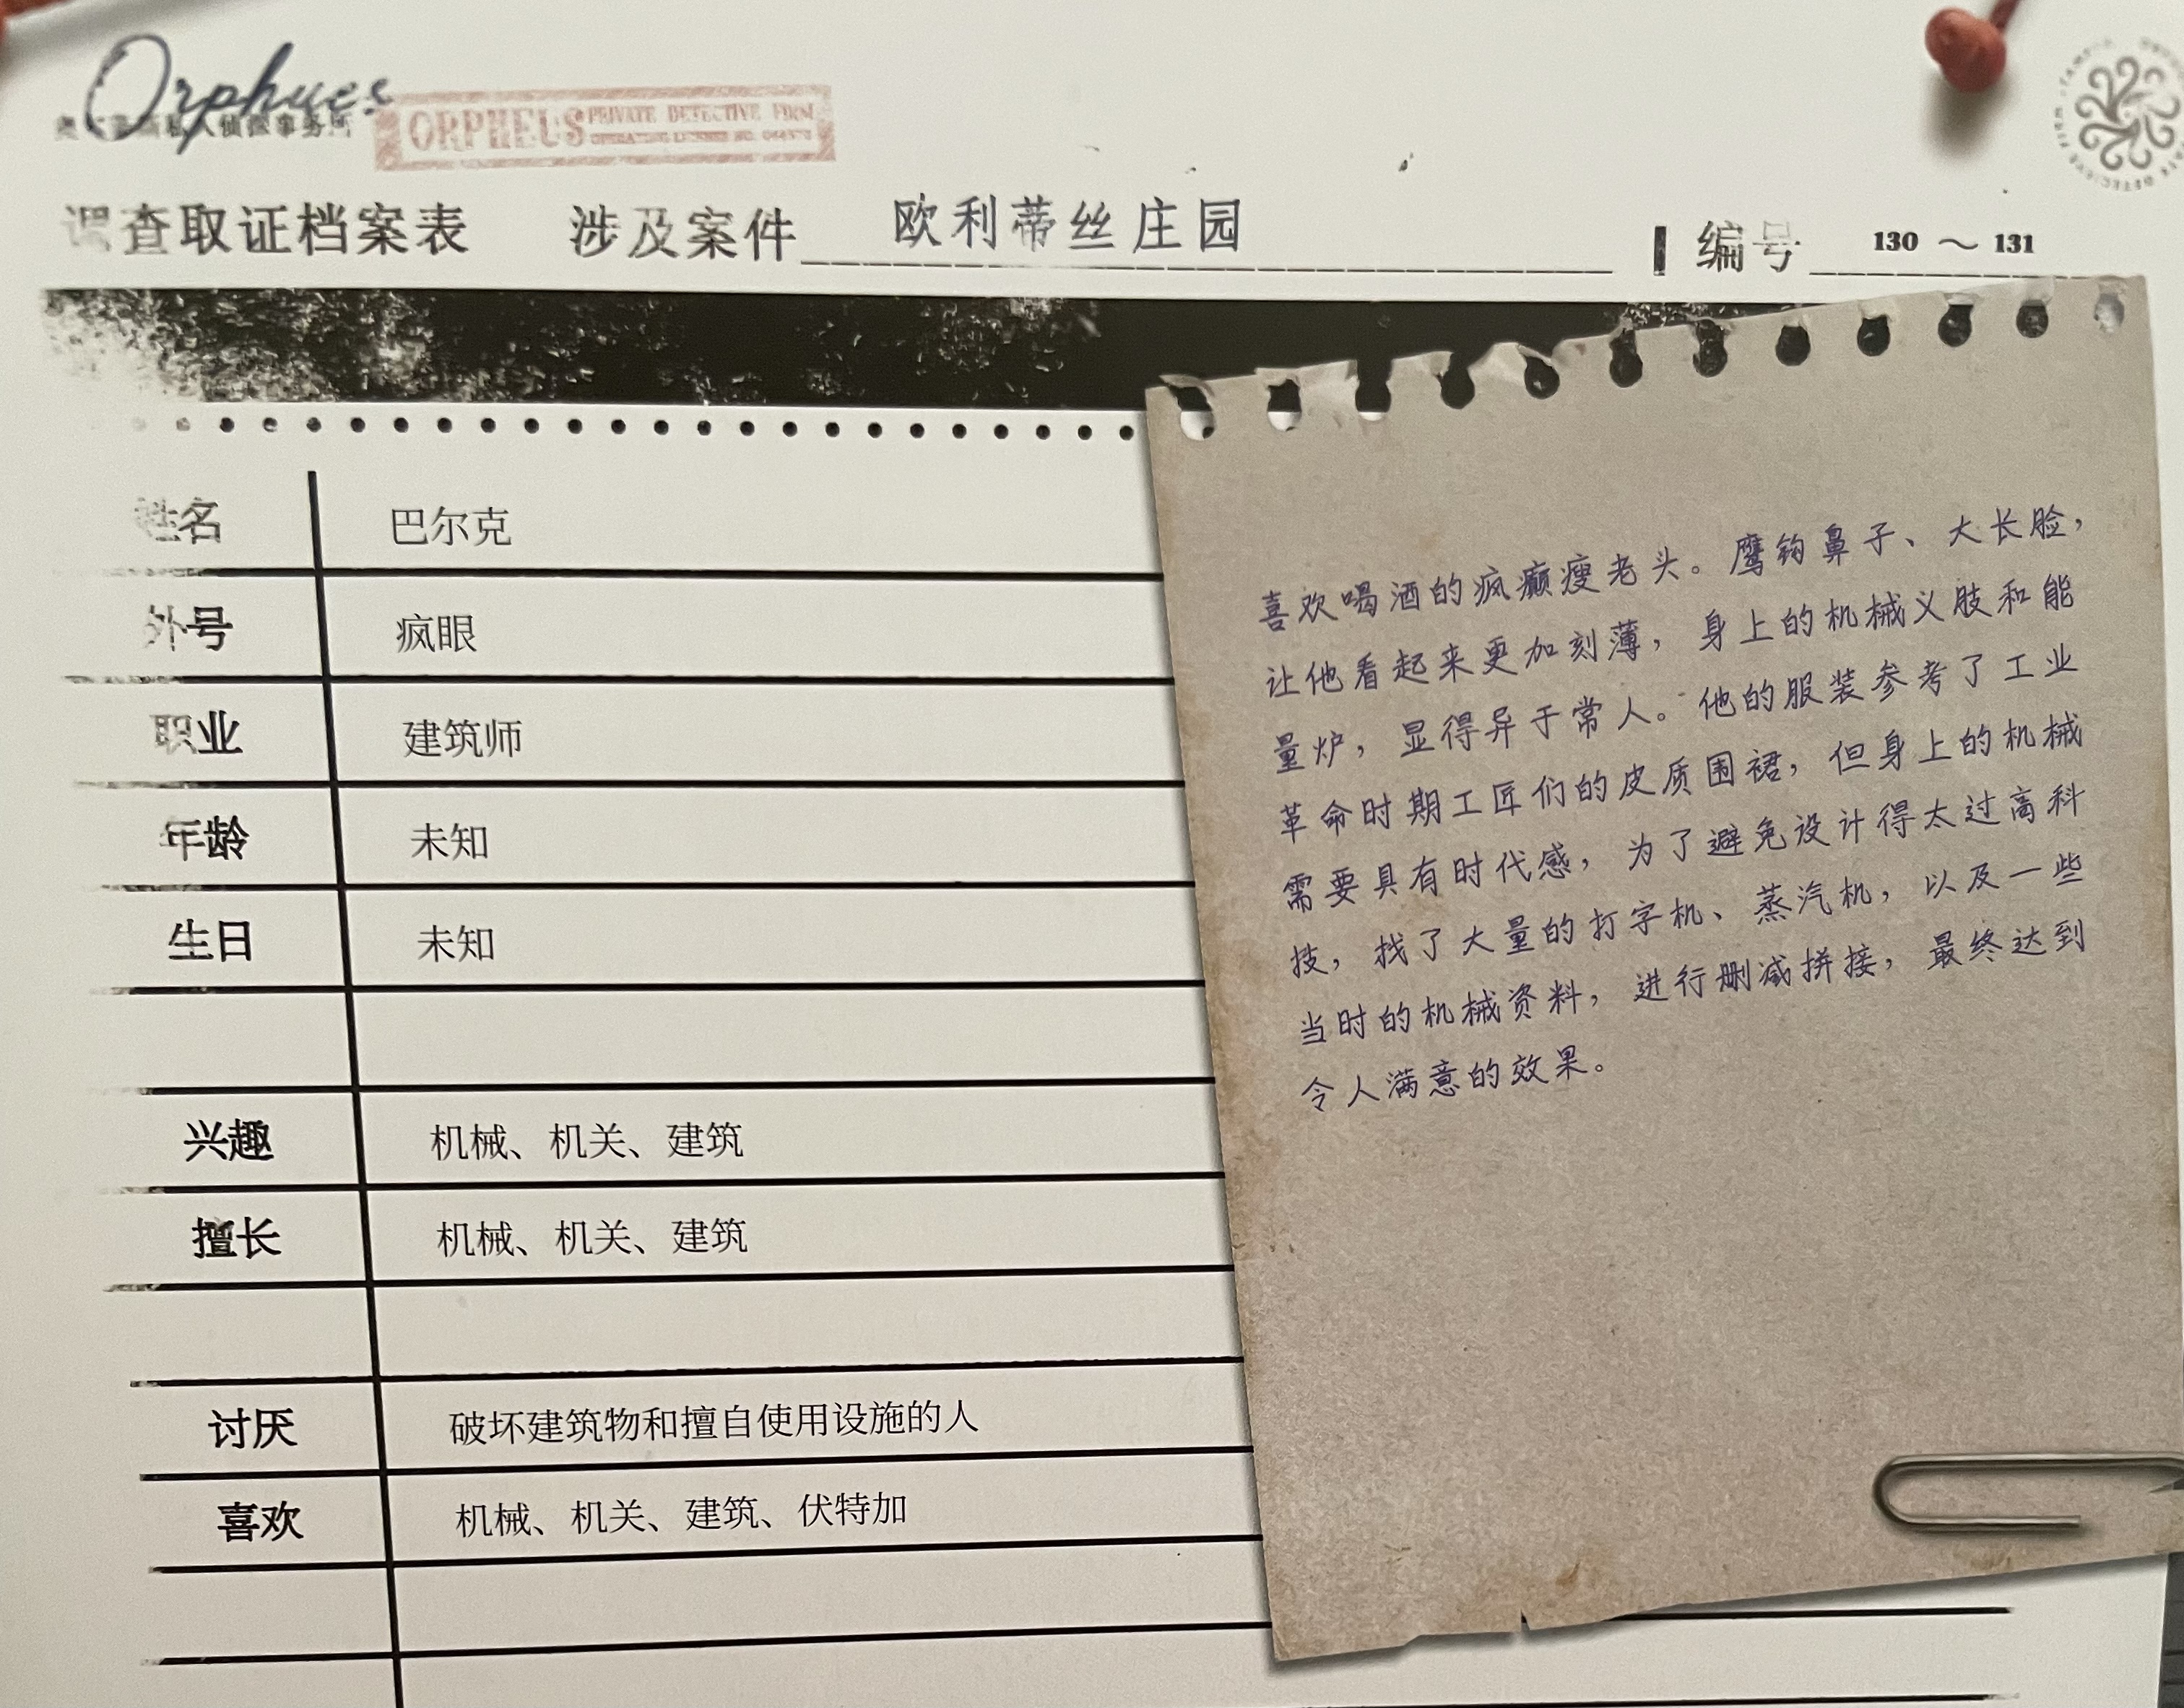 Orpheus
私人侦探事务所
ORPHEUS PRIVATE DETECTIVE FIRM
调查取证档案表 涉及案件 欧利蒂丝庄园 编号 130 ～ 131
姓名 巴尔克
外号 疯眼
职业 建筑师
年龄 未知
生日 未知
兴趣 机械、机关、建筑
擅长 机械、机关、建筑
讨厌 破坏建筑物和擅自使用设施的人
喜欢 机械、机关、建筑、伏特加
喜欢喝酒的疯癫瘦老头。鹰钩鼻子、大长脸，
让他看起来更加刻薄，身上的机械义肢和能
量炉，显得异于常人。他的服装参考了工业
革命时期工匠们的皮质围裙，但身上的机械
需要具有时代感，为了避免设计得太过高科
技，找了大量的打字机、蒸汽机，以及一些
当时的机械资料，进行删减拼接，最终达到
令人满意的效果。